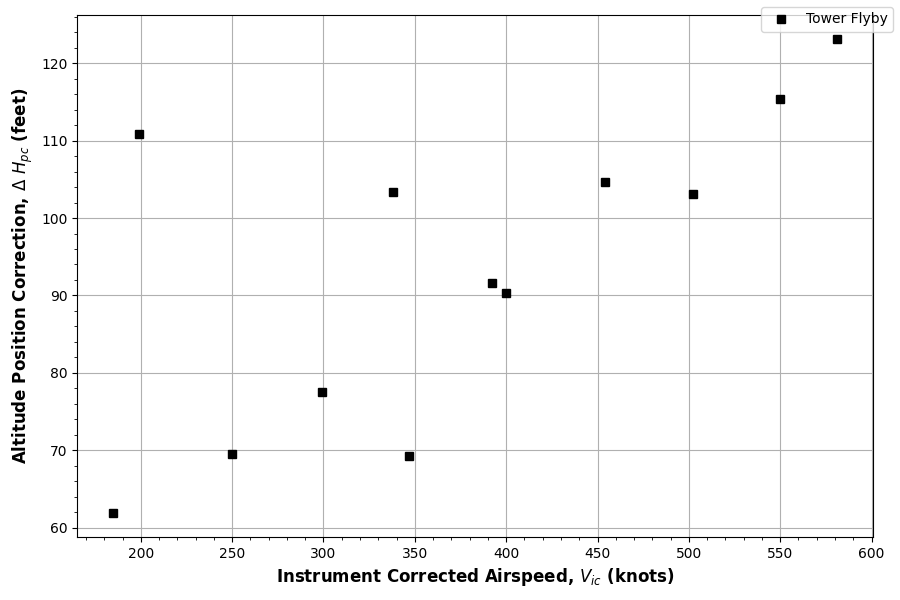 Tower Flyby
120
110
100
90
80
70
60
Altitude Position Correction, Δ H_pc (feet)
200 250 300 350 400 450 500 550 600
Instrument Corrected Airspeed, V_ic (knots)